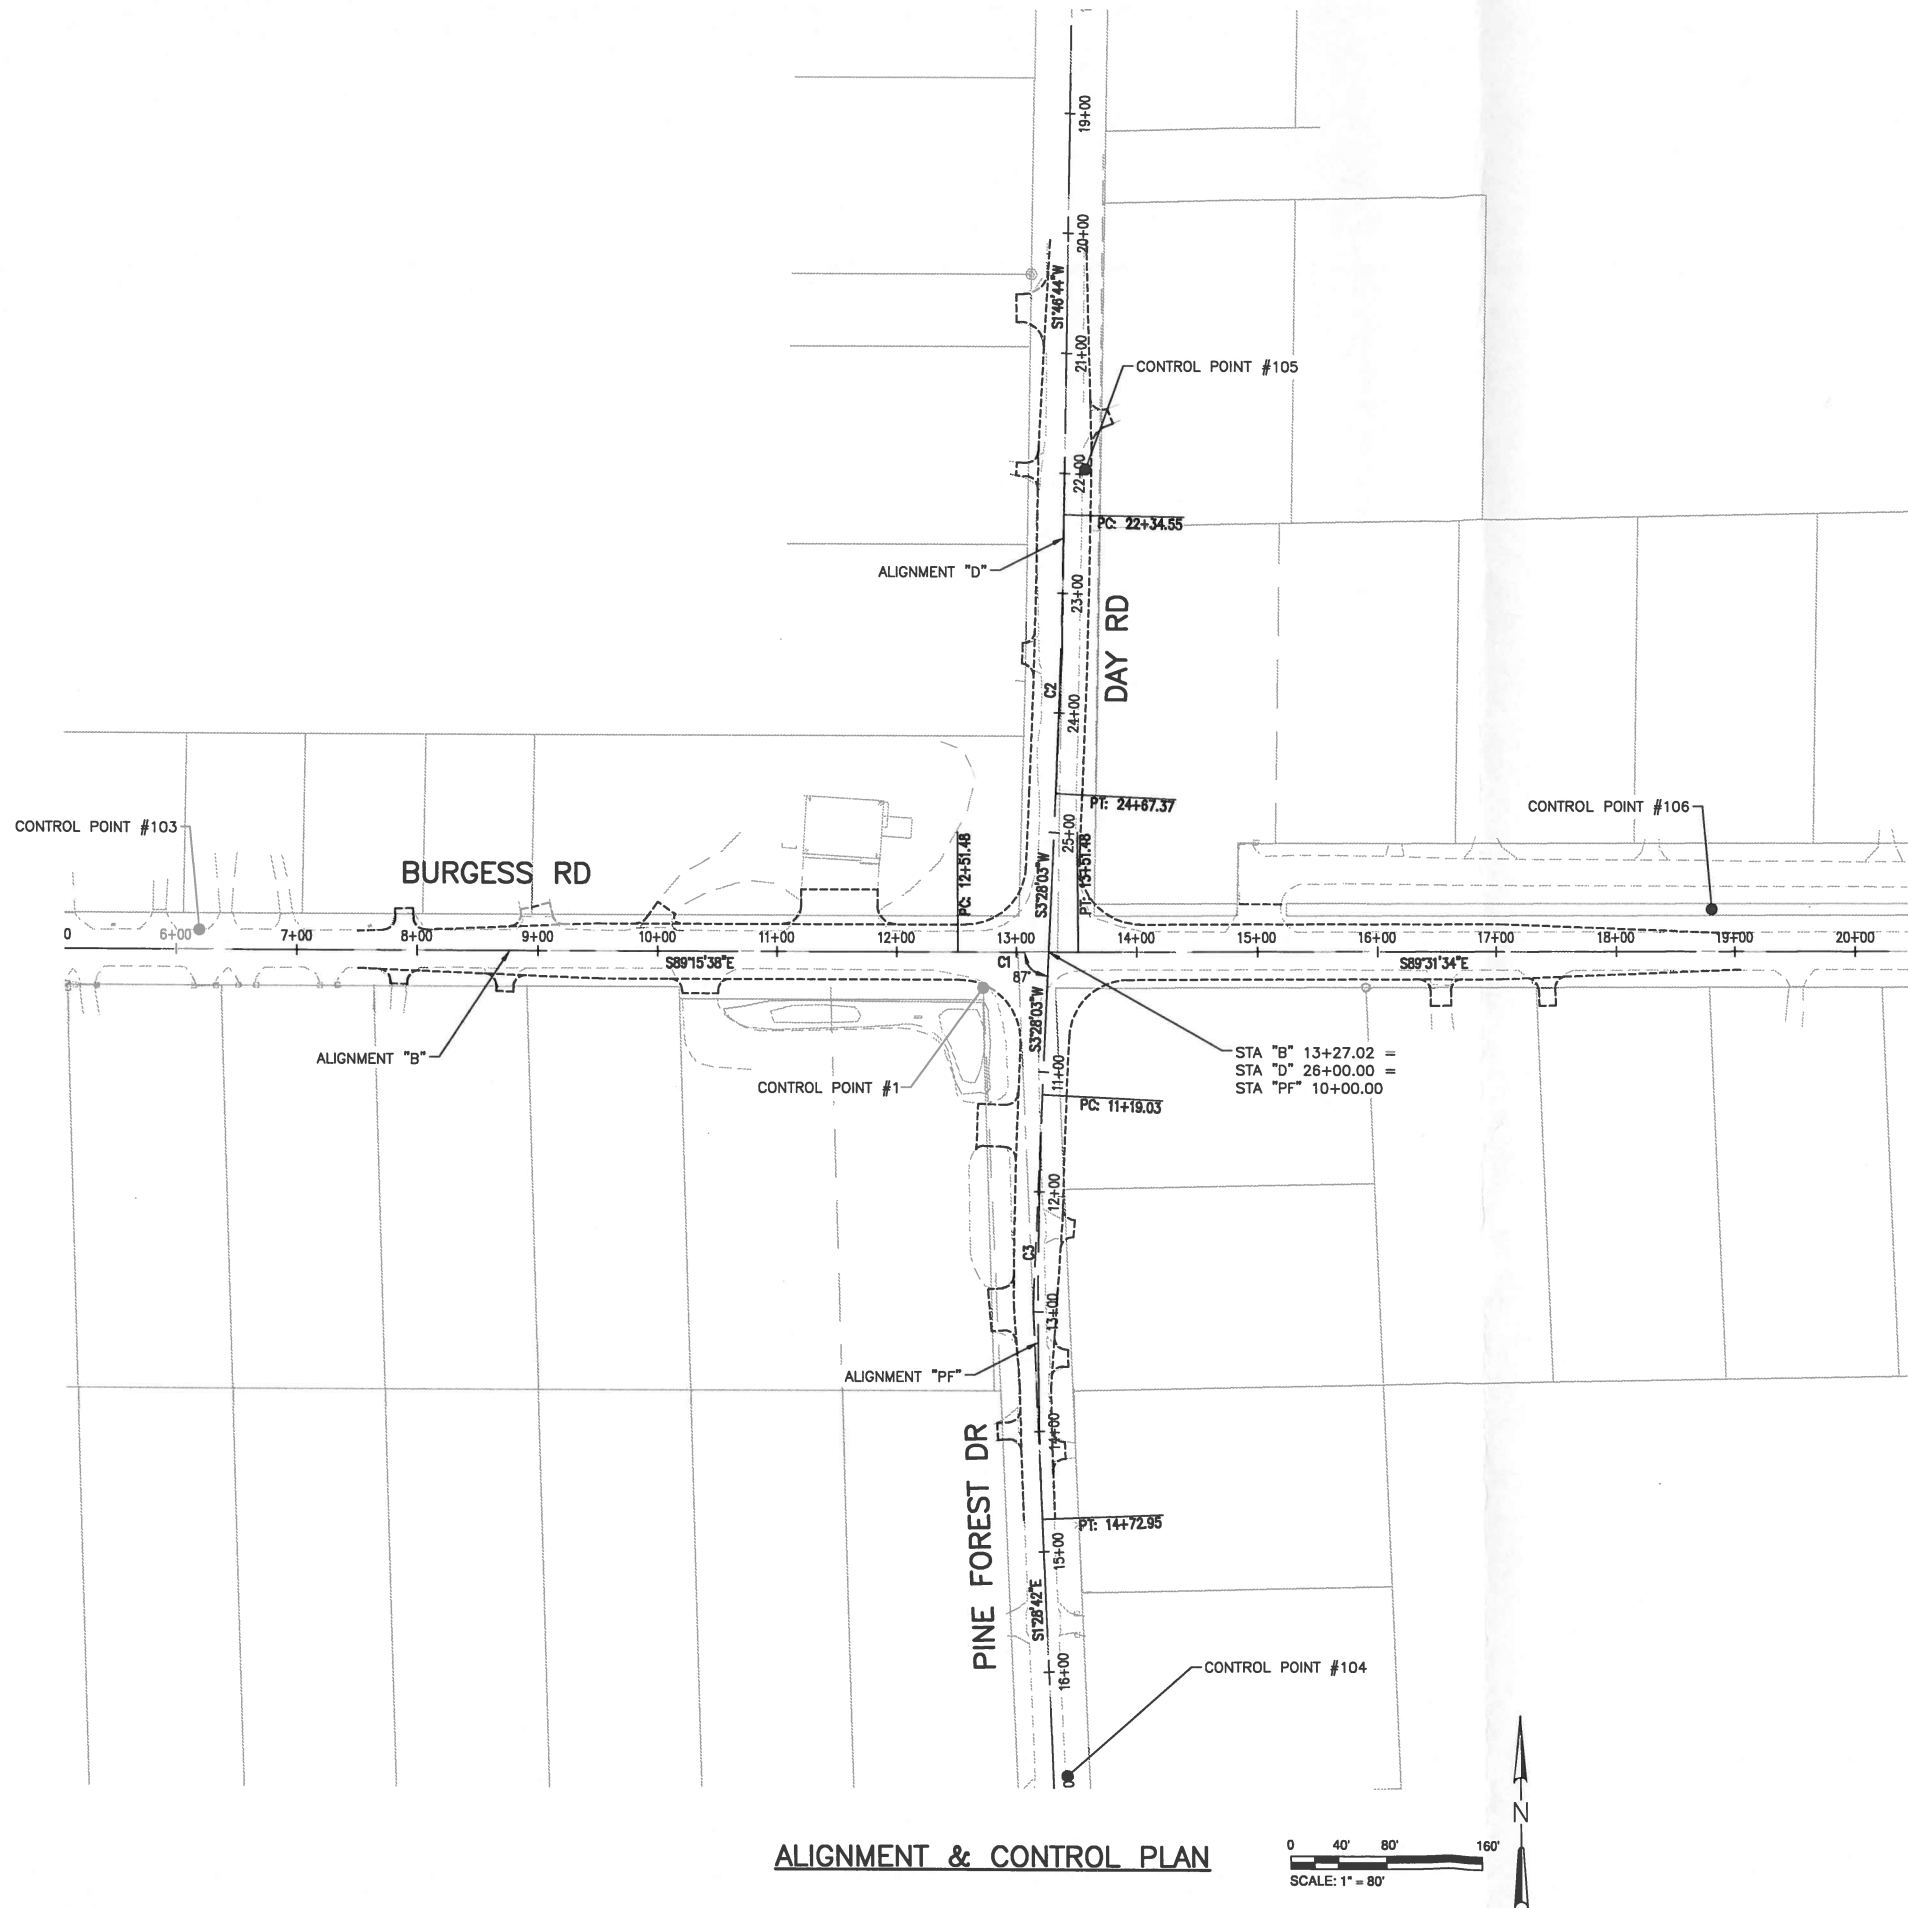 19+00
20+00
S1°46'44"W
21+00
CONTROL POINT #105
22+00
PC: 22+34.55
ALIGNMENT "D"
23+00
DAY RD
C2
24+00
PT: 24+67.37
CONTROL POINT #106
CONTROL POINT #103
25+00
BURGESS RD
PC: 12+51.48
S3°28'03"W
PT: 13+51.48
0
6+00
7+00
8+00
9+00
10+00
11+00
12+00
13+00
14+00
15+00
16+00
17+00
18+00
19+00
20+00
S89°15'38"E
C1
87°
S89°31'34"E
S3°28'03"W
ALIGNMENT "B"
CONTROL POINT #1
STA "B" 13+27.02 =
STA "D" 26+00.00 =
STA "PF" 10+00.00
11+00
PC: 11+19.03
12+00
C3
13+00
ALIGNMENT "PF"
14+00
PINE FOREST DR
PT: 14+72.95
15+00
S1°28'42"E
16+00
CONTROL POINT #104
N
ALIGNMENT & CONTROL PLAN
0 40' 80' 160'
SCALE: 1" = 80'